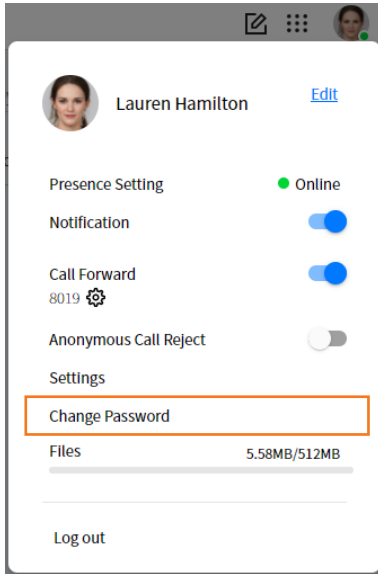 Lauren Hamilton Edit
Presence Setting Online
Notification
Call Forward
8019
Anonymous Call Reject
Settings
Change Password
Files 5.58MB/512MB
Log out